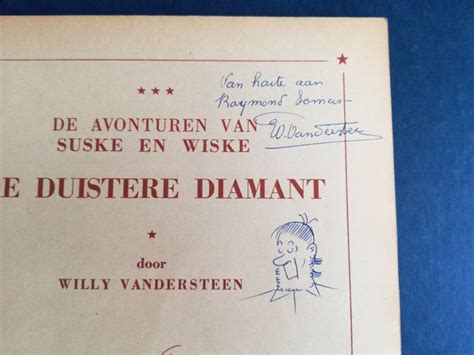 Van harte aan
Raymond Somers
W. Vandersteen
DE AVONTUREN VAN
SUSKE EN WISKE
E DUISTERE DIAMANT
door
WILLY VANDERSTEEN